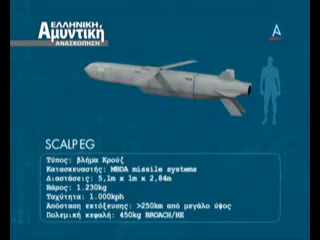 ΕΛΛΗΝΙΚΗ
Αμυντική
ΑΝΑΣΚΟΠΗΣΗ
SCALP EG
Τύπος: βλήμα Κρούζ
Κατασκευαστής: MBDA missile systems
Διαστάσεις: 5,1m x 1m x 2,84m
Βάρος: 1.230kg
Ταχύτητα: 1.000kph
Απόσταση εκτόξευσης: >250km από μεγάλο ύψος
Πολεμική κεφαλή: 450kg BROACH/HE